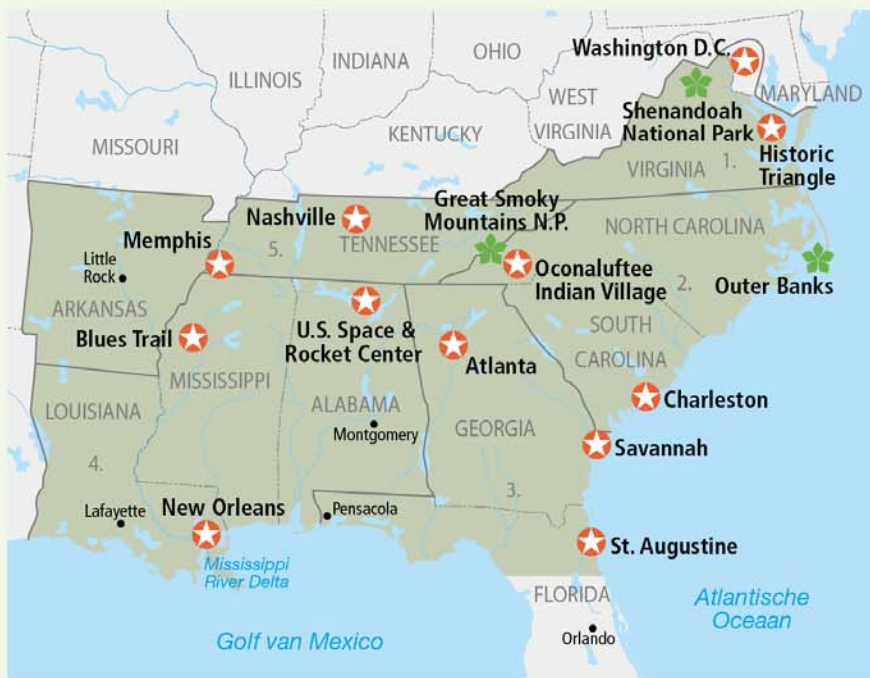 Washington D.C.
OHIO
INDIANA
ILLINOIS
WEST
VIRGINIA
MARYLAND
Shenandoah
National Park
KENTUCKY
MISSOURI
Historic
Triangle
VIRGINIA
1.
Great Smoky
Mountains N.P.
Nashville
NORTH CAROLINA
Memphis
5.
TENNESSEE
Little
Rock
Oconaluftee
Indian Village
2.
Outer Banks
ARKANSAS
Blues Trail
U.S. Space &
Rocket Center
SOUTH
CAROLINA
Atlanta
MISSISSIPPI
LOUISIANA
ALABAMA
Charleston
Montgomery
GEORGIA
Savannah
4.
3.
Lafayette
New Orleans
Pensacola
St. Augustine
Mississippi
River Delta
FLORIDA
Atlantische
Oceaan
Golf van Mexico
Orlando